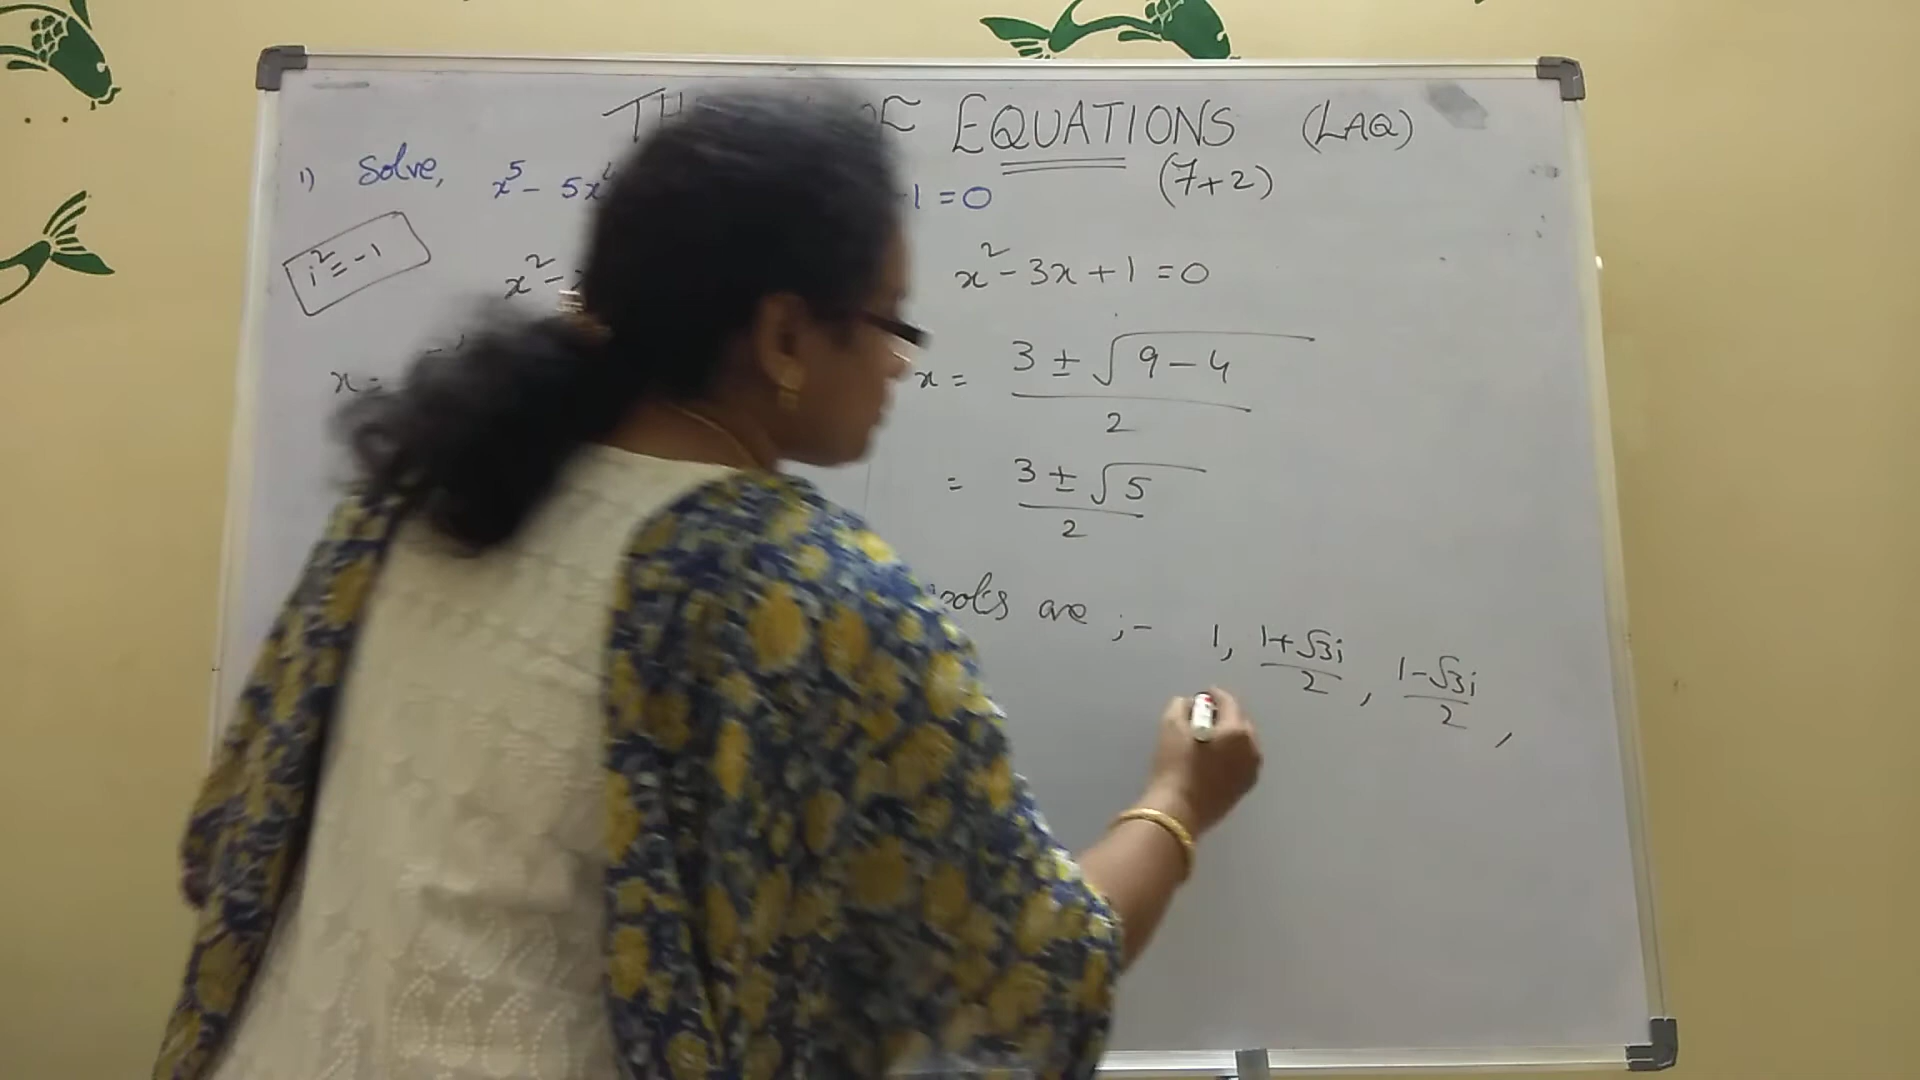 EQUATIONS (LAQ)
(7+2)
1) Solve, x⁵ - 5x⁴ -1 = 0
i² = -1
x² - x² - 3x + 1 = 0
x = x = 3 ± √9 - 4 / 2
= 3 ± √5 / 2
roots are ;- 1, 1+√3i / 2 , 1-√3i / 2 ,